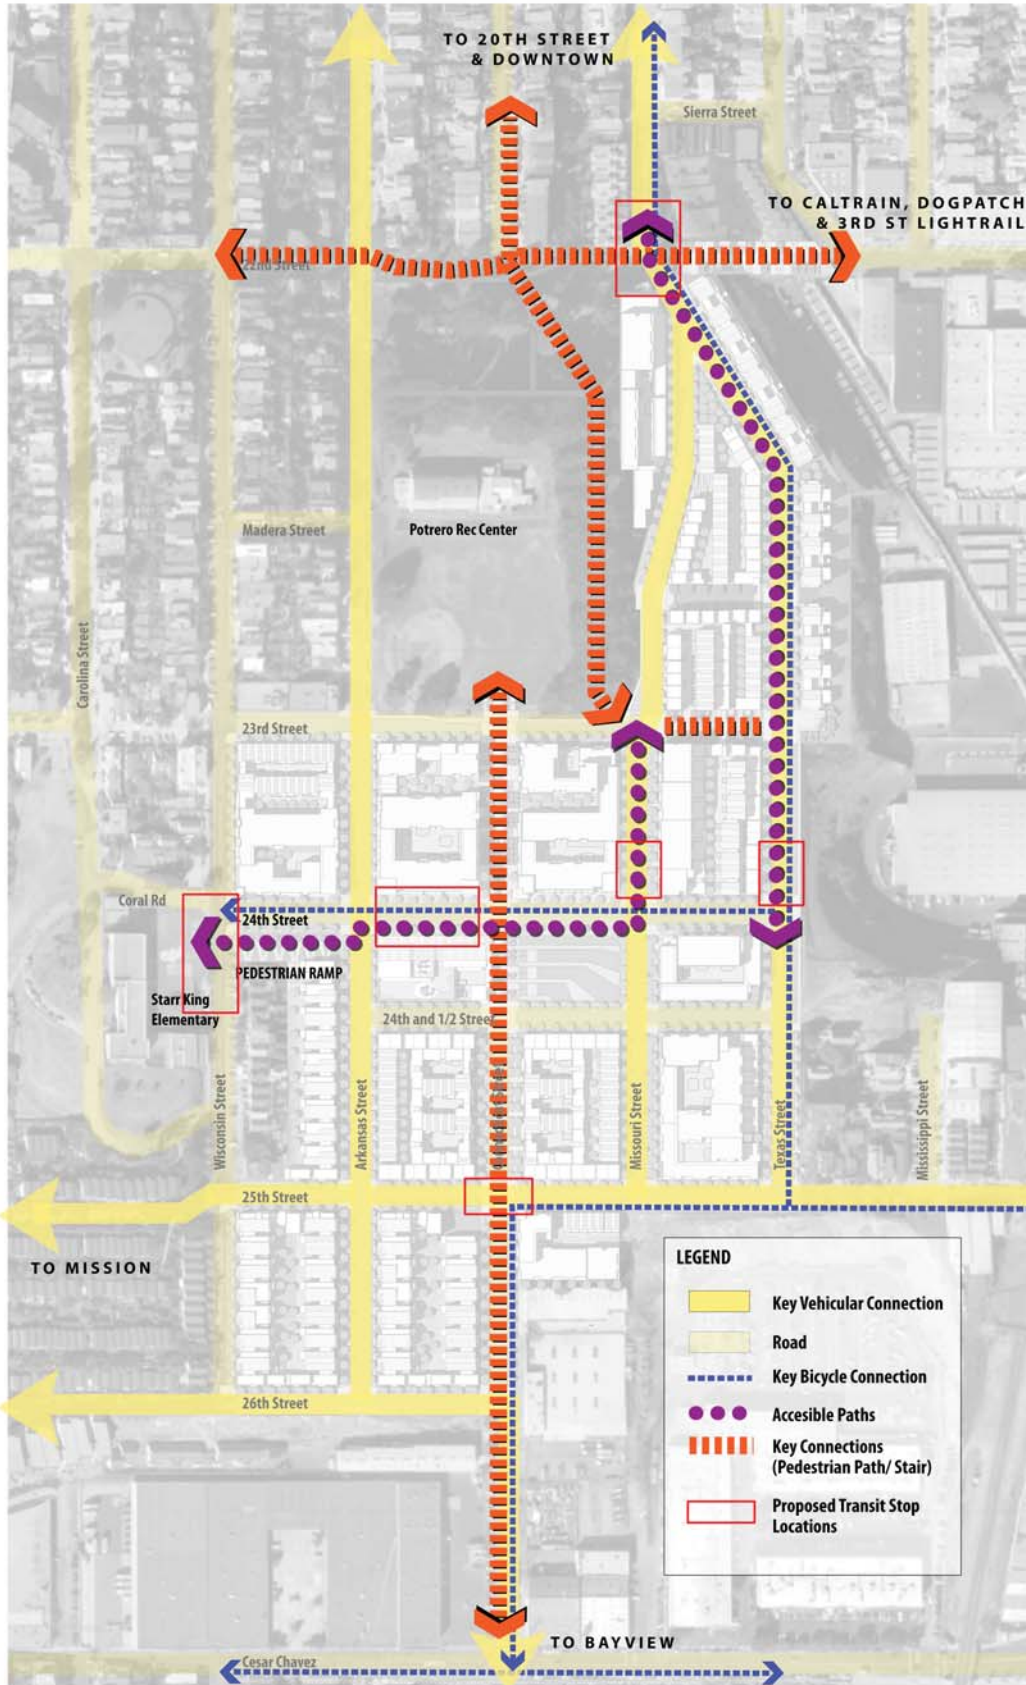 TO 20TH STREET
& DOWNTOWN
Sierra Street
TO CALTRAIN, DOGPATCH
& 3RD ST LIGHTRAIL
22nd Street
Madera Street
Potrero Rec Center
Carolina Street
23rd Street
Coral Rd
24th Street
PEDESTRIAN RAMP
Starr King
Elementary
24th and 1/2 Street
Wisconsin Street
Arkansas Street
Missouri Street
Texas Street
Mississippi Street
25th Street
TO MISSION
LEGEND
Key Vehicular Connection
Road
Key Bicycle Connection
Accesible Paths
Key Connections
(Pedestrian Path/ Stair)
Proposed Transit Stop
Locations
26th Street
TO BAYVIEW
Cesar Chavez